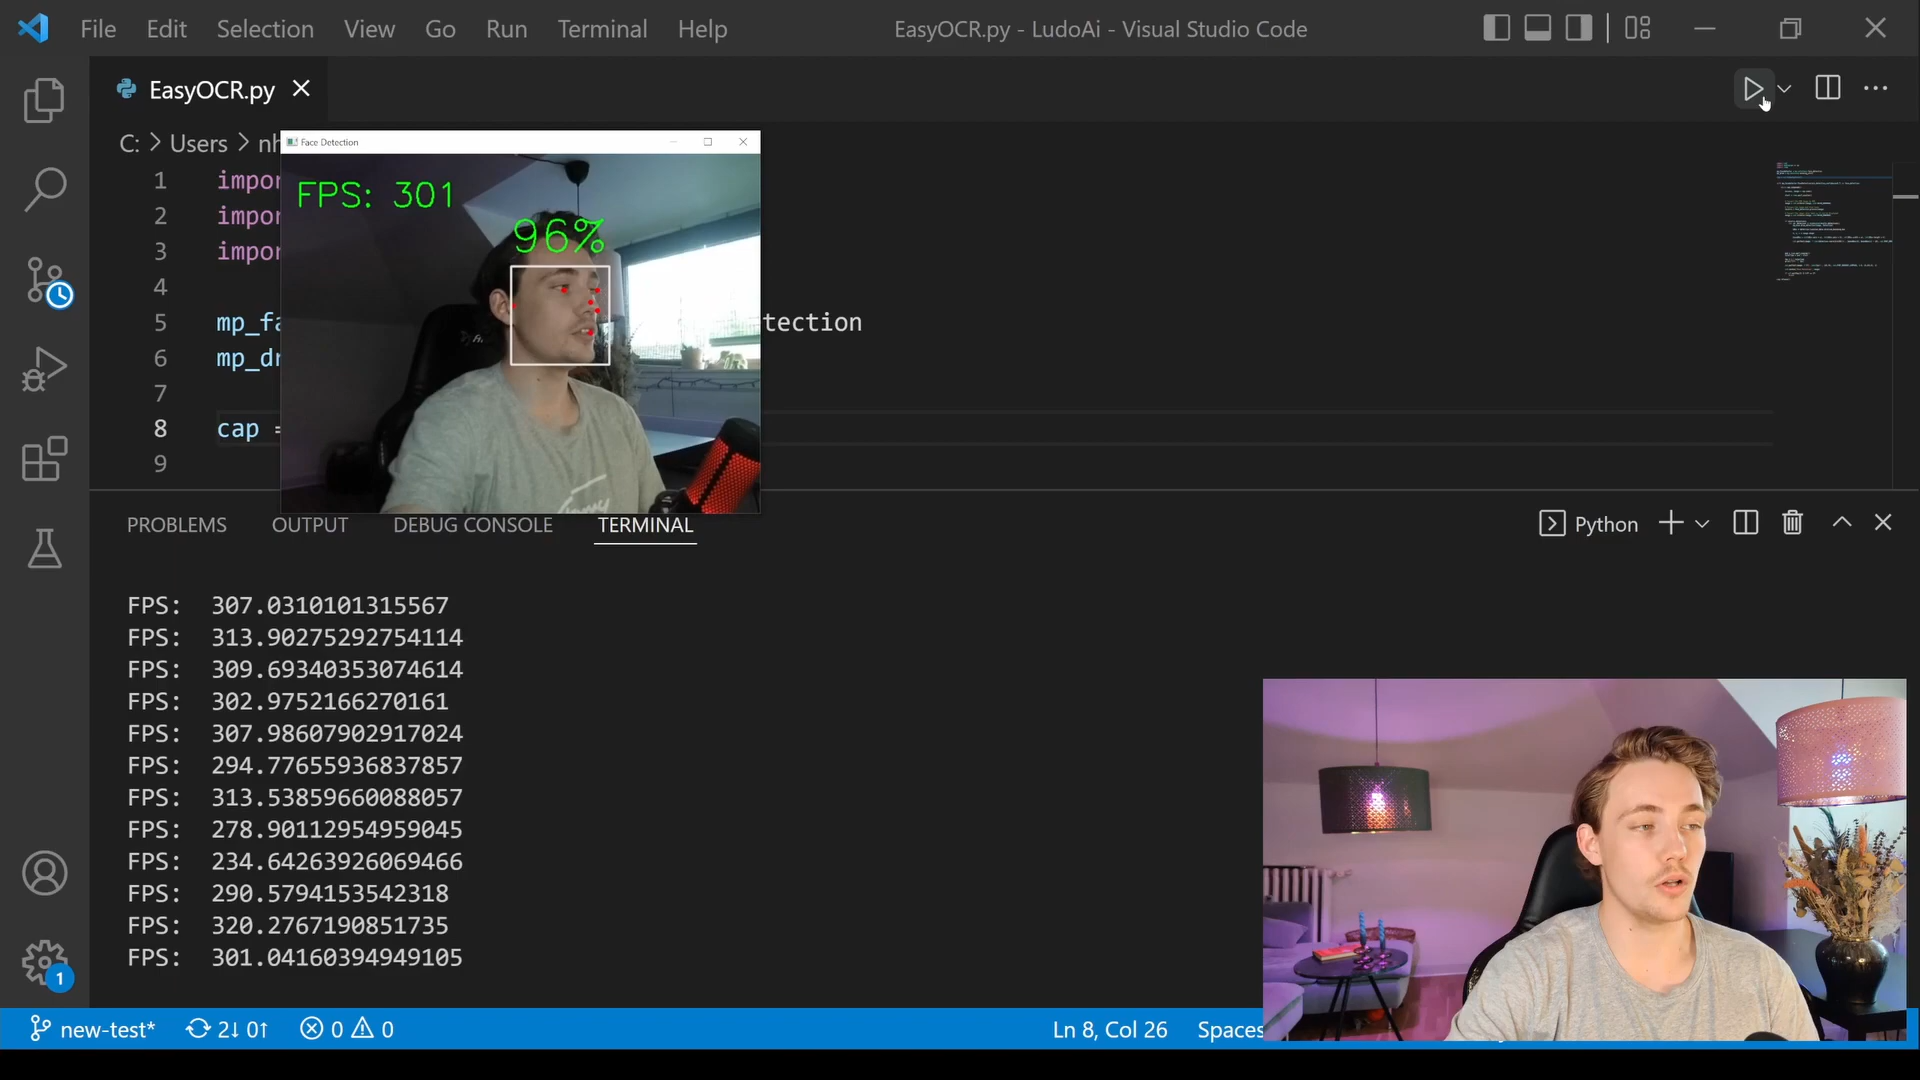 File Edit Selection View Go Run Terminal Help
EasyOCR.py - LudoAi - Visual Studio Code
EasyOCR.py
C: > Users > nh
Face Detection
FPS: 301
96%
1 impor
2 impor
3 impor
4
5 mp_fa tection
6 mp_dr
7
8 cap =
9
PROBLEMS OUTPUT DEBUG CONSOLE TERMINAL
Python
FPS: 307.0310101315567
FPS: 313.90275292754114
FPS: 309.69340353074614
FPS: 302.9752166270161
FPS: 307.98607902917024
FPS: 294.77655936837857
FPS: 313.53859660088057
FPS: 278.90112954959045
FPS: 234.64263926069466
FPS: 290.5794153542318
FPS: 320.2767190851735
FPS: 301.04160394949105
1
new-test* 2↓ 0↑ 0 0
Ln 8, Col 26 Spaces